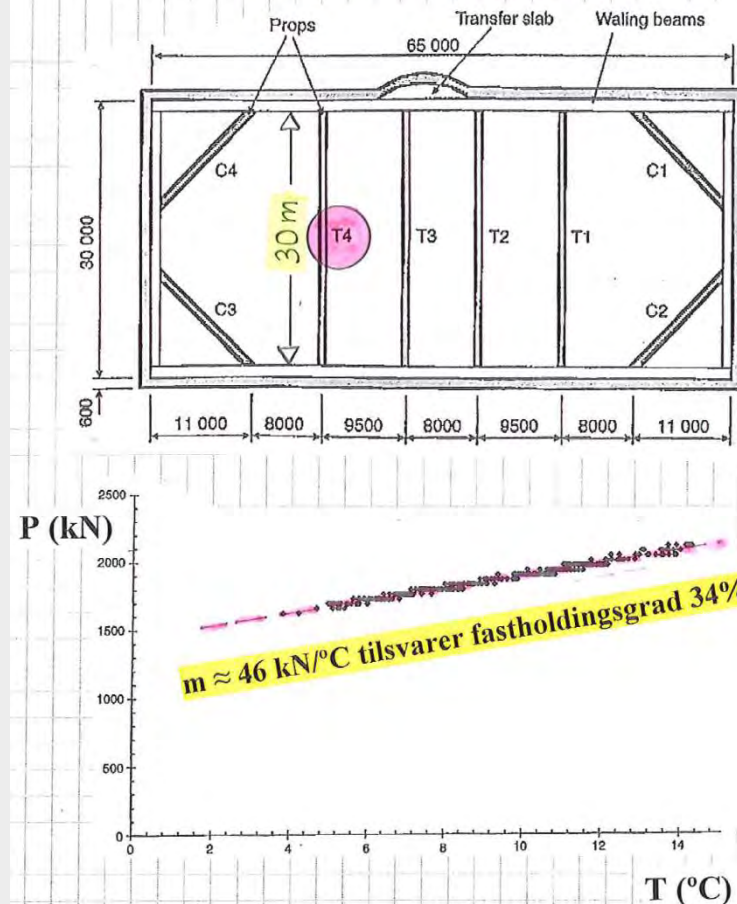 Props
Transfer slab
Waling beams
65 000
C4
C1
30 000
30 m
T4
T3
T2
T1
C3
C2
600
11 000
8000
9500
8000
9500
8000
11 000
P (kN)
2500
2000
1500
1000
500
0
m ≈ 46 kN/ºC tilsvarer fastholdingsgrad 34%
0
2
4
6
8
10
12
14
T (ºC)